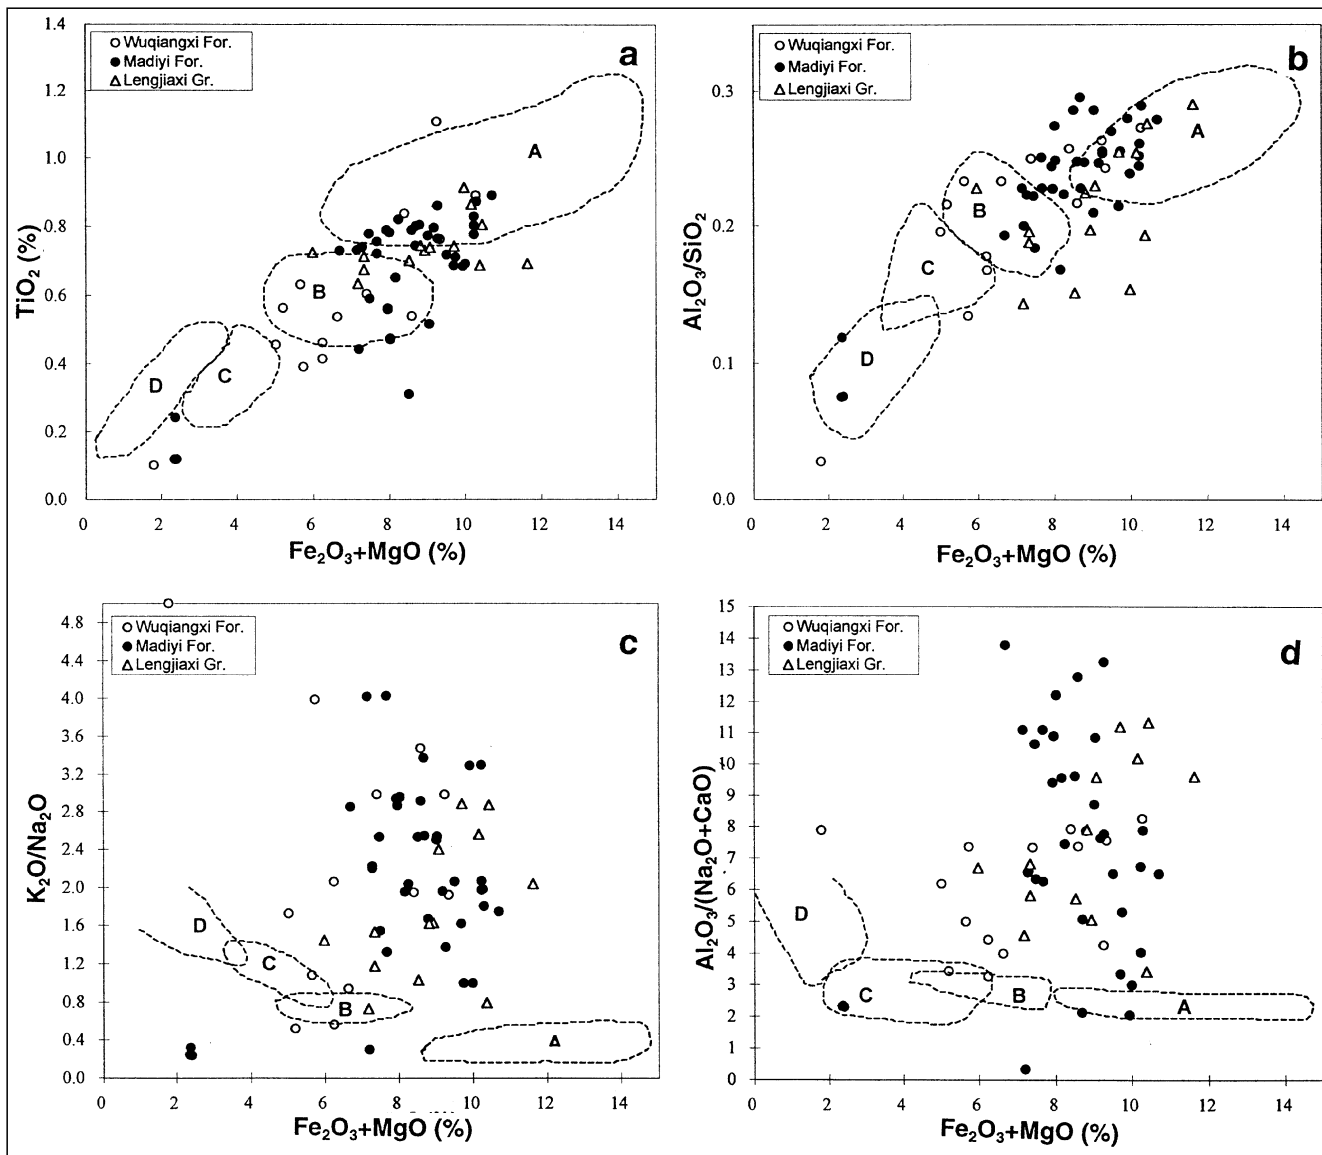 a
Wuqiangxi For.
Madiyi For.
Lengjiaxi Gr.
1.4
1.2
1.0
0.8
0.6
0.4
0.2
0.0
TiO2 (%)
A
B
C
D
0 2 4 6 8 10 12 14
Fe2O3+MgO (%)
b
Wuqiangxi For.
Madiyi For.
Lengjiaxi Gr.
0.3
0.2
0.1
0.0
Al2O3/SiO2
A
B
C
D
0 2 4 6 8 10 12 14
Fe2O3+MgO (%)
c
Wuqiangxi For.
Madiyi For.
Lengjiaxi Gr.
4.8
4.4
4.0
3.6
3.2
2.8
2.4
2.0
1.6
1.2
0.8
0.4
0.0
K2O/Na2O
D
C
B
A
0 2 4 6 8 10 12 14
Fe2O3+MgO (%)
d
Wuqiangxi For.
Madiyi For.
Lengjiaxi Gr.
15
14
13
12
11
10
9
8
7
6
5
4
3
2
1
0
Al2O3/(Na2O+CaO)
D
C
B
A
0 2 4 6 8 10 12 14
Fe2O3+MgO (%)